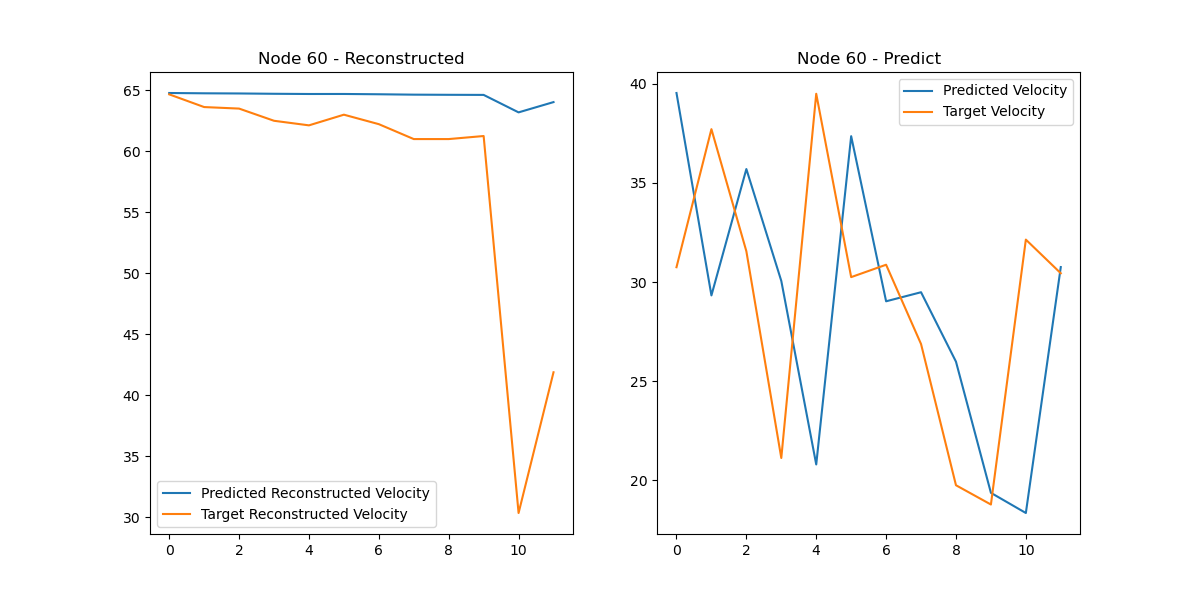 Node 60 - Reconstructed
65
60
55
50
45
40
35
30
0 2 4 6 8 10
Predicted Reconstructed Velocity
Target Reconstructed Velocity
Node 60 - Predict
40
35
30
25
20
0 2 4 6 8 10
Predicted Velocity
Target Velocity